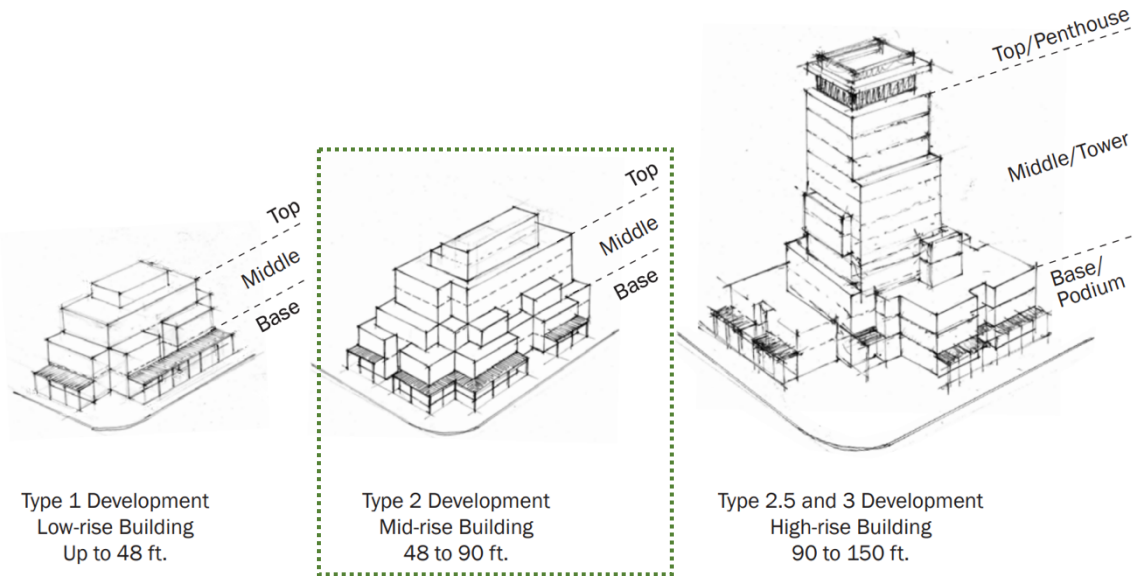 Top
Middle
Base
Top
Middle
Base
Top/Penthouse
Middle/Tower
Base/
Podium
Type 1 Development
Low-rise Building
Up to 48 ft.
Type 2 Development
Mid-rise Building
48 to 90 ft.
Type 2.5 and 3 Development
High-rise Building
90 to 150 ft.